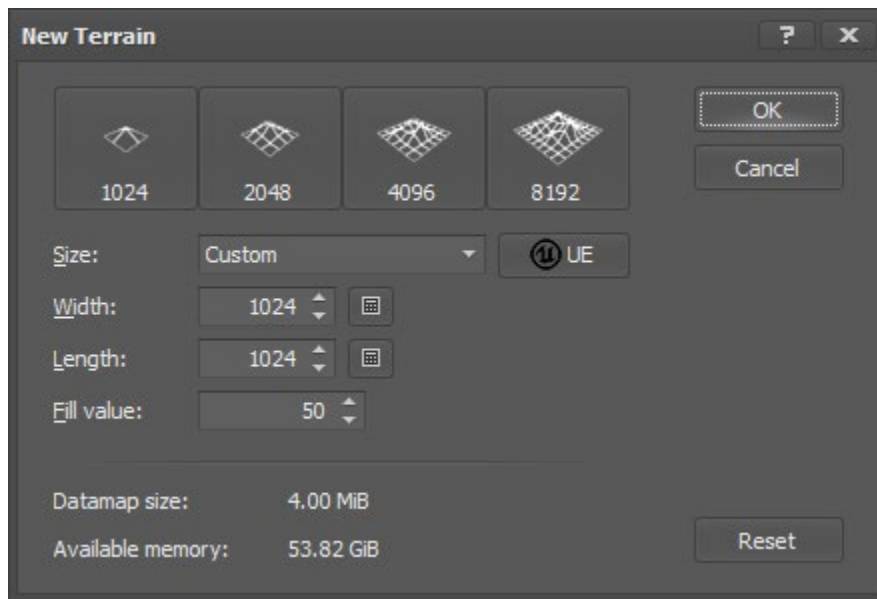 New Terrain ?
1024 2048 4096 8192
OK
Cancel
Size: Custom UE
Width: 1024
Length: 1024
Fill value: 50
Datamap size: 4.00 MiB
Available memory: 53.82 GiB
Reset